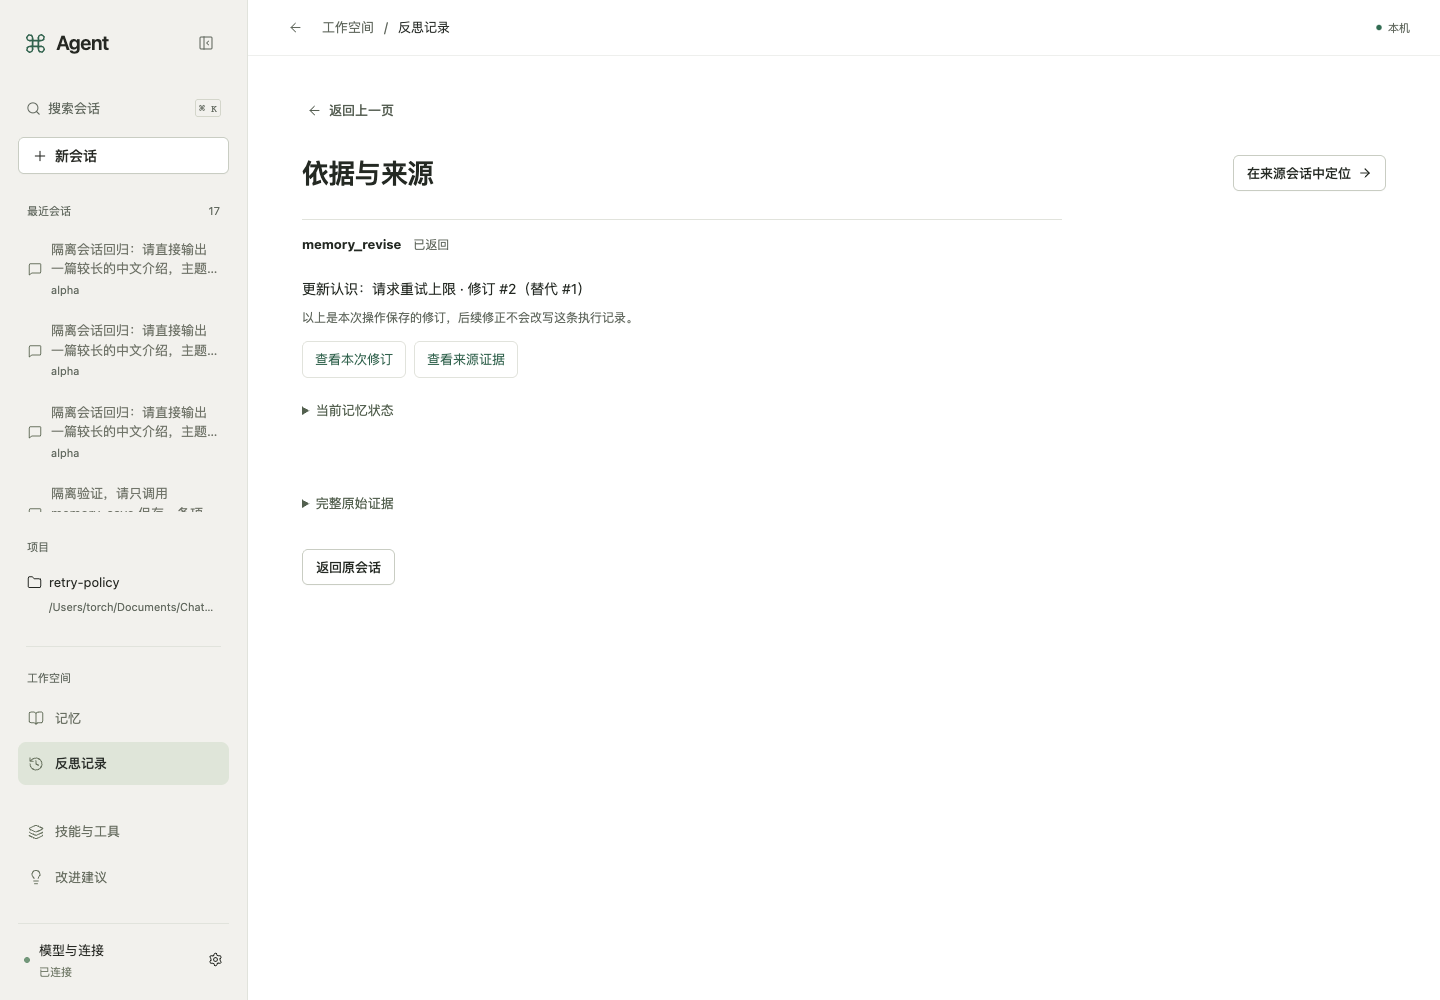 Agent
搜索会话
⌘ K
新会话
最近会话
17
隔离会话回归：请直接输出
一篇较长的中文介绍，主题...
alpha
隔离会话回归：请直接输出
一篇较长的中文介绍，主题...
alpha
隔离会话回归：请直接输出
一篇较长的中文介绍，主题...
alpha
隔离验证，请只调用
项目
retry-policy
/Users/torch/Documents/Chat...
工作空间
记忆
反思记录
技能与工具
改进建议
模型与连接
已连接
工作空间 / 反思记录
本机
返回上一页
依据与来源
在来源会话中定位
memory_revise 已返回
更新认识：请求重试上限 · 修订 #2（替代 #1）
以上是本次操作保存的修订，后续修正不会改写这条执行记录。
查看本次修订
查看来源证据
当前记忆状态
完整原始证据
返回原会话